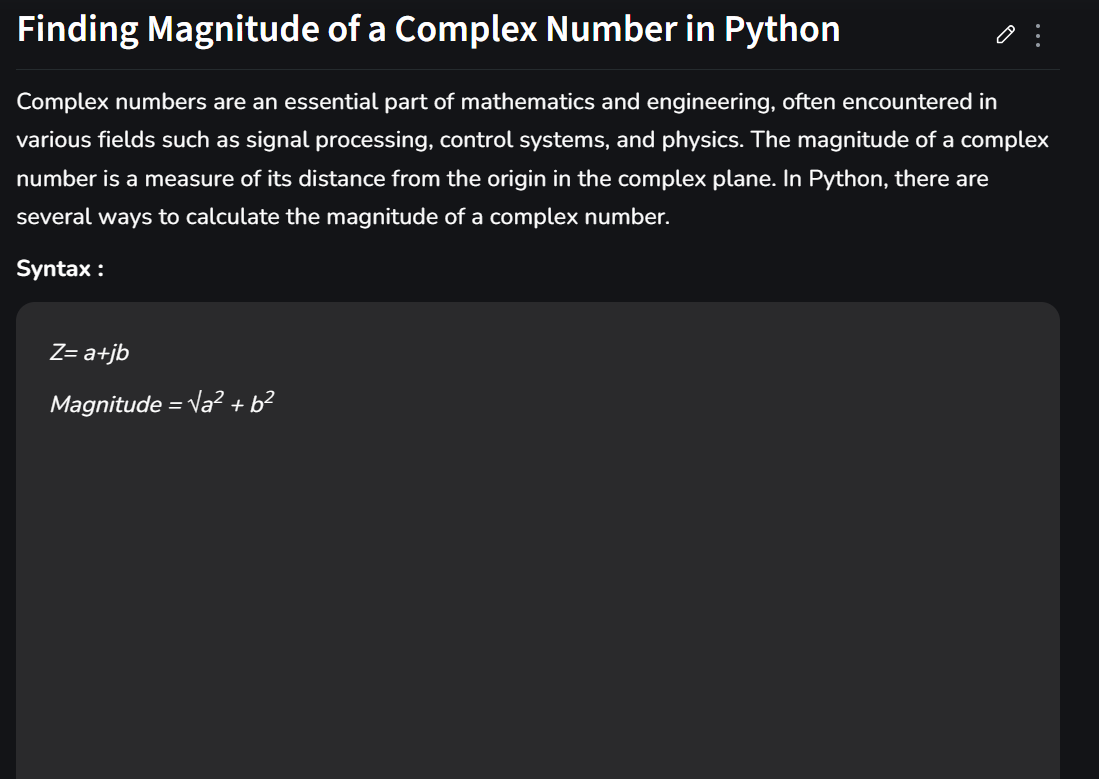 Finding Magnitude of a Complex Number in Python
Complex numbers are an essential part of mathematics and engineering, often encountered in
various fields such as signal processing, control systems, and physics. The magnitude of a complex
number is a measure of its distance from the origin in the complex plane. In Python, there are
several ways to calculate the magnitude of a complex number.
Syntax :
Z= a+jb
Magnitude = √a² + b²